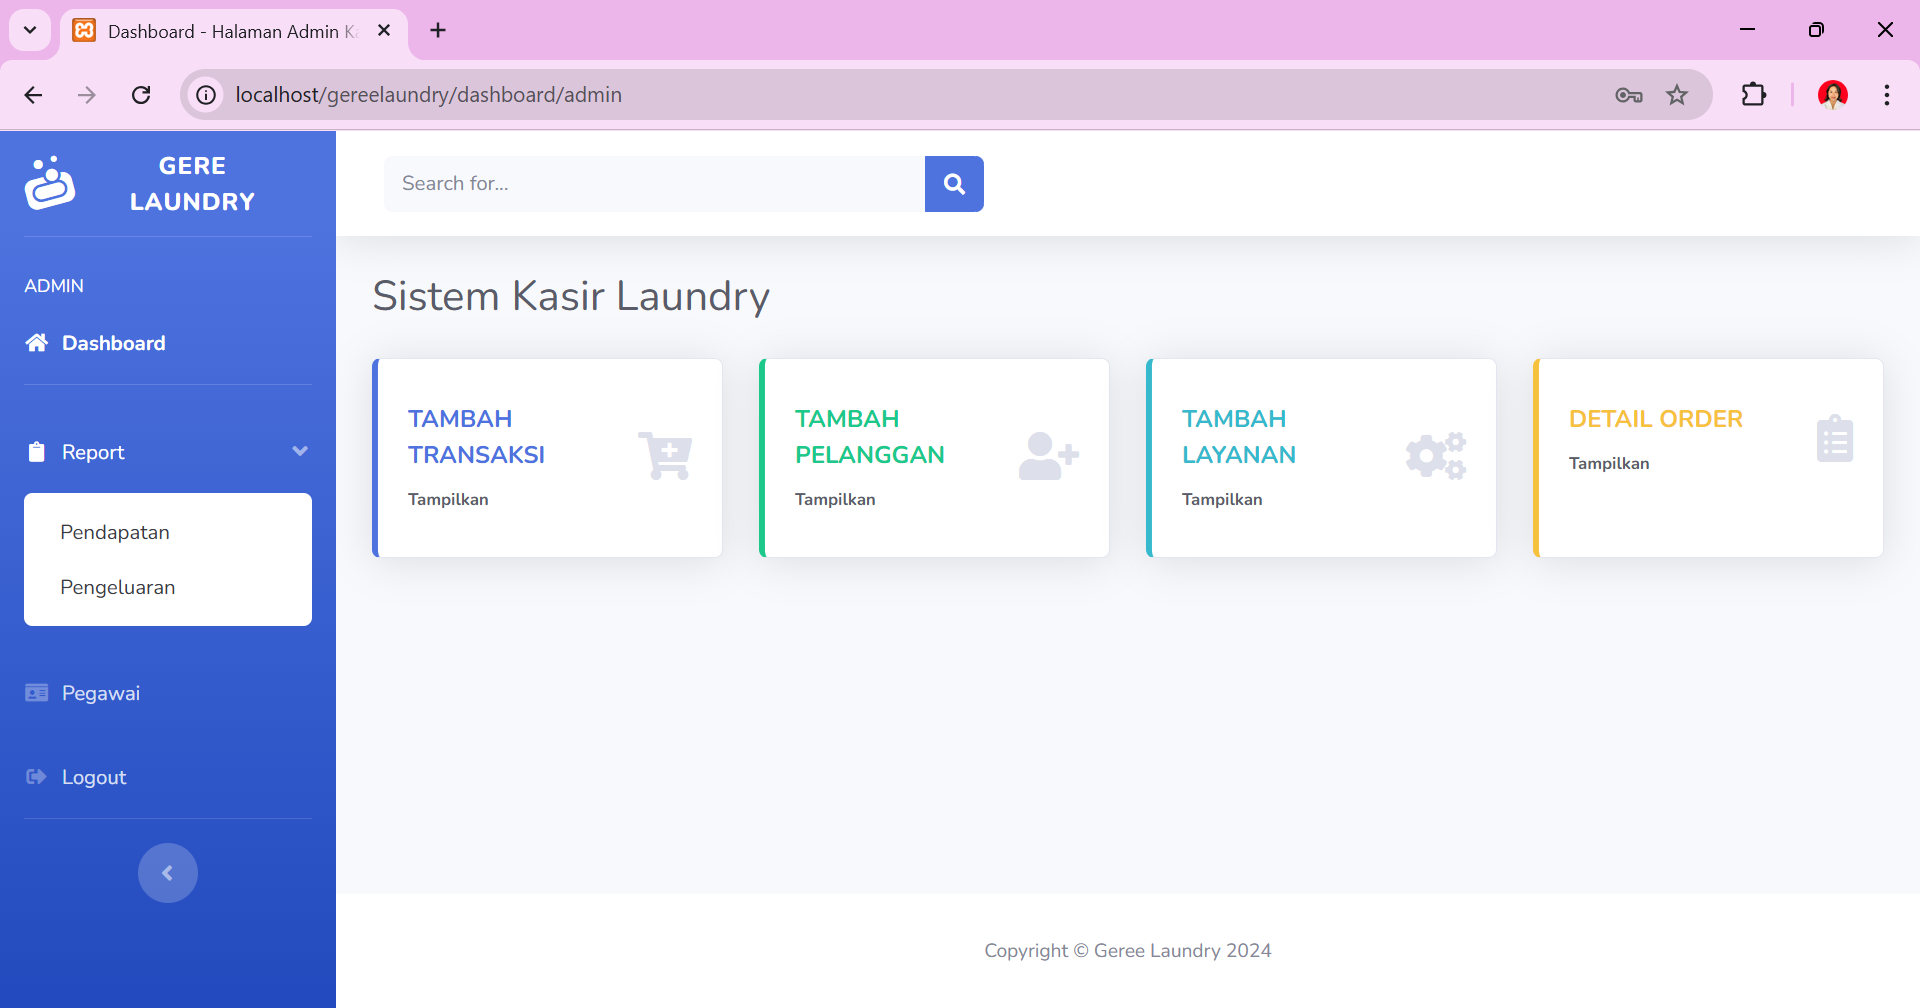 Dashboard - Halaman Admin
localhost/gereelaundry/dashboard/admin
GERE
LAUNDRY
Search for...
ADMIN
Dashboard
Report
Pendapatan
Pengeluaran
Pegawai
Logout
Sistem Kasir Laundry
TAMBAH
TRANSAKSI
Tampilkan
TAMBAH
PELANGGAN
Tampilkan
TAMBAH
LAYANAN
Tampilkan
DETAIL ORDER
Tampilkan
Copyright © Geree Laundry 2024